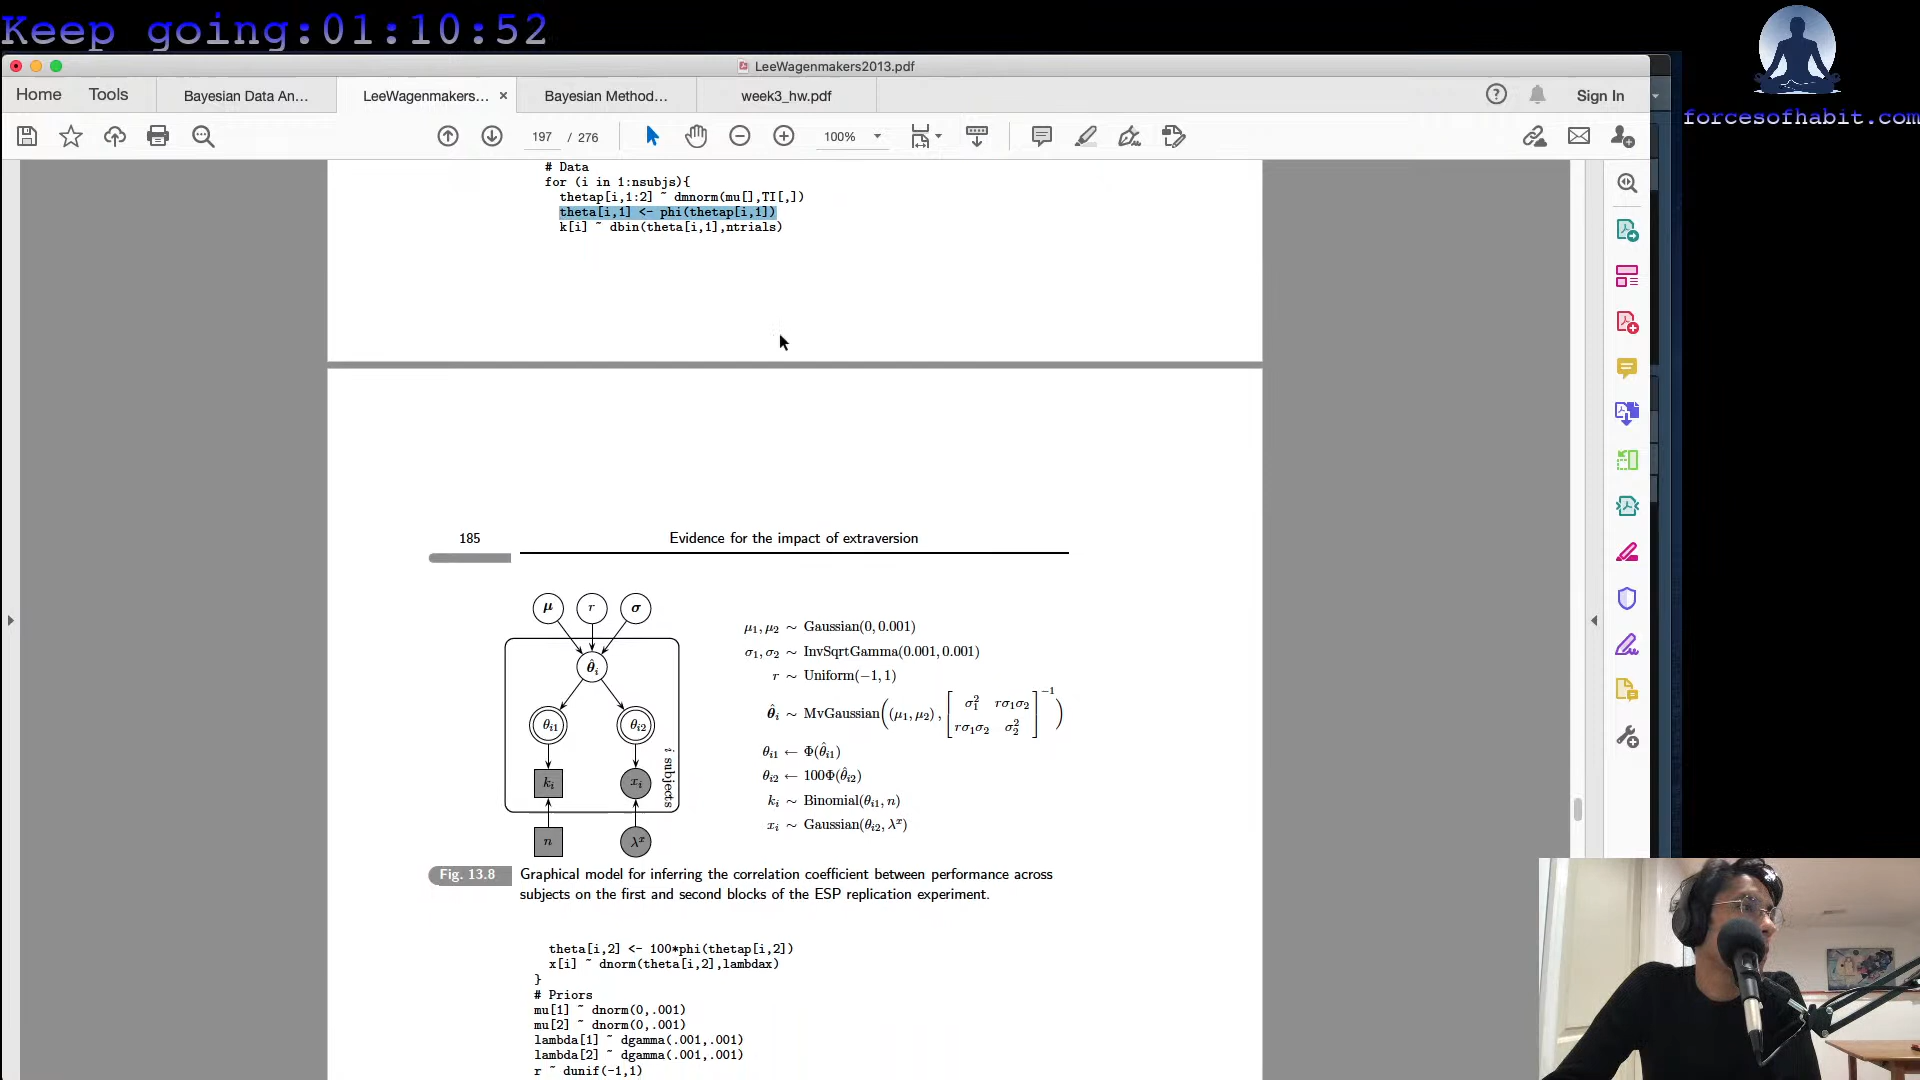 Keep going:01:10:52
forcesofhabit.com
LeeWagenmakers2013.pdf
Home Tools Bayesian Data An... LeeWagenmakers... × Bayesian Method... week3_hw.pdf Sign In
197 / 276 100%
# Data
for (i in 1:nsubjs){
thetap[i,1:2] ~ dmnorm(mu[],TI[,])
theta[i,1] <- phi(thetap[i,1])
k[i] ~ dbin(theta[i,1],ntrials)
185 Evidence for the impact of extraversion
μ r σ
θ̂ᵢ
θᵢ₁ θᵢ₂
kᵢ xᵢ
i subjects
n λˣ
μ₁, μ₂ ∼ Gaussian(0, 0.001)
σ₁, σ₂ ∼ InvSqrtGamma(0.001, 0.001)
r ∼ Uniform(−1, 1)
θ̂ᵢ ∼ MvGaussian((μ₁, μ₂), [σ₁² rσ₁σ₂ rσ₁σ₂ σ₂²]⁻¹)
θᵢ₁ ← Φ(θ̂ᵢ₁)
θᵢ₂ ← 100Φ(θ̂ᵢ₂)
kᵢ ∼ Binomial(θᵢ₁, n)
xᵢ ∼ Gaussian(θᵢ₂, λˣ)
Fig. 13.8 Graphical model for inferring the correlation coefficient between performance across
subjects on the first and second blocks of the ESP replication experiment.
theta[i,2] <- 100*phi(thetap[i,2])
x[i] ~ dnorm(theta[i,2],lambdax)
}
# Priors
mu[1] ~ dnorm(0,.001)
mu[2] ~ dnorm(0,.001)
lambda[1] ~ dgamma(.001,.001)
lambda[2] ~ dgamma(.001,.001)
r ~ dunif(-1,1)